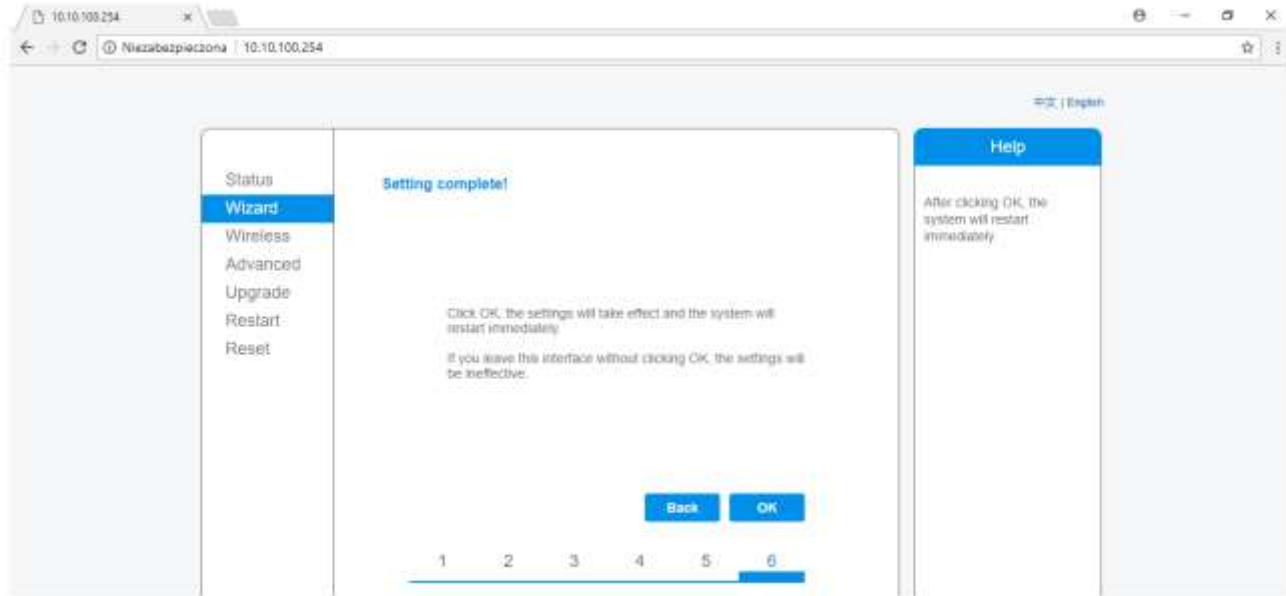 10.10.100.254
Niezabezpieczona | 10.10.100.254
中文 | English
Status
Wizard
Wireless
Advanced
Upgrade
Restart
Reset
Setting complete!
Click OK, the settings will take effect and the system will
restart immediately.
If you leave this interface without clicking OK, the settings will
be ineffective.
Back
OK
1 2 3 4 5 6
Help
After clicking OK, the
system will restart
immediately.